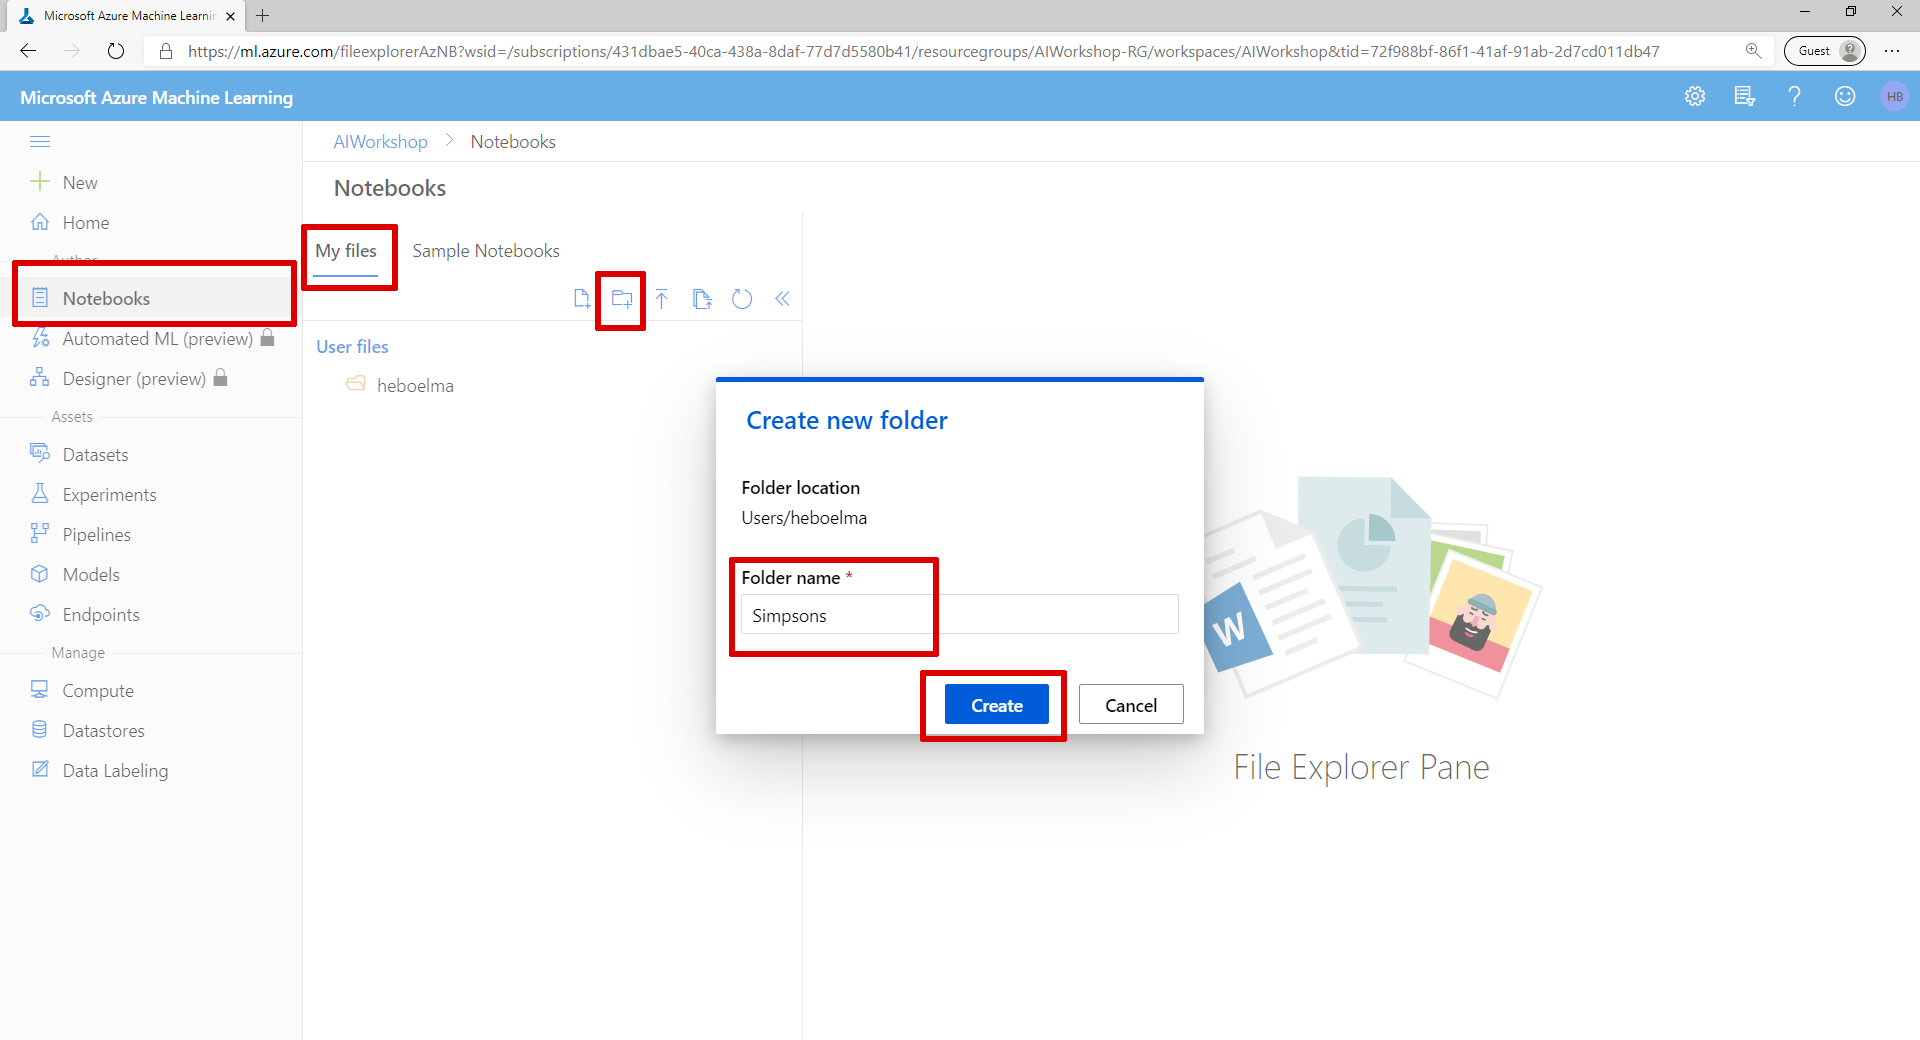 Microsoft Azure Machine Learnin
https://ml.azure.com/fileexplorerAzNB?wsid=/subscriptions/431dbae5-40ca-438a-8daf-77d7d5580b41/resourcegroups/AIWorkshop-RG/workspaces/AIWorkshop&tid=72f988bf-86f1-41af-91ab-2d7cd011db47
Guest
Microsoft Azure Machine Learning
HB
AIWorkshop > Notebooks
New
Home
Author
Notebooks
Automated ML (preview)
Designer (preview)
Assets
Datasets
Experiments
Pipelines
Models
Endpoints
Manage
Compute
Datastores
Data Labeling
Notebooks
My files
Sample Notebooks
User files
heboelma
Create new folder
Folder location
Users/heboelma
Folder name *
Simpsons
Create
Cancel
W
File Explorer Pane